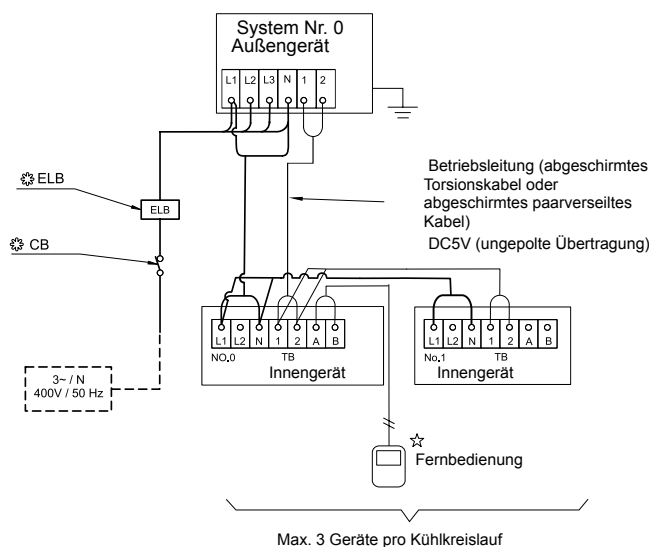 System Nr. 0
Außengerät
L1 L2 L3 N 1 2
ELB
ELB
CB
Betriebsleitung (abgeschirmtes
Torsionskabel oder
abgeschirmtes paarverseiltes
Kabel)
DC5V (ungepolte Übertragung)
L1 L2 N 1 2 A B
NO.0 TB
Innengerät
L1 L2 N 1 2 A B
No.1 TB
Innengerät
3~ / N
400V / 50 Hz
Fernbedienung
Max. 3 Geräte pro Kühlkreislauf